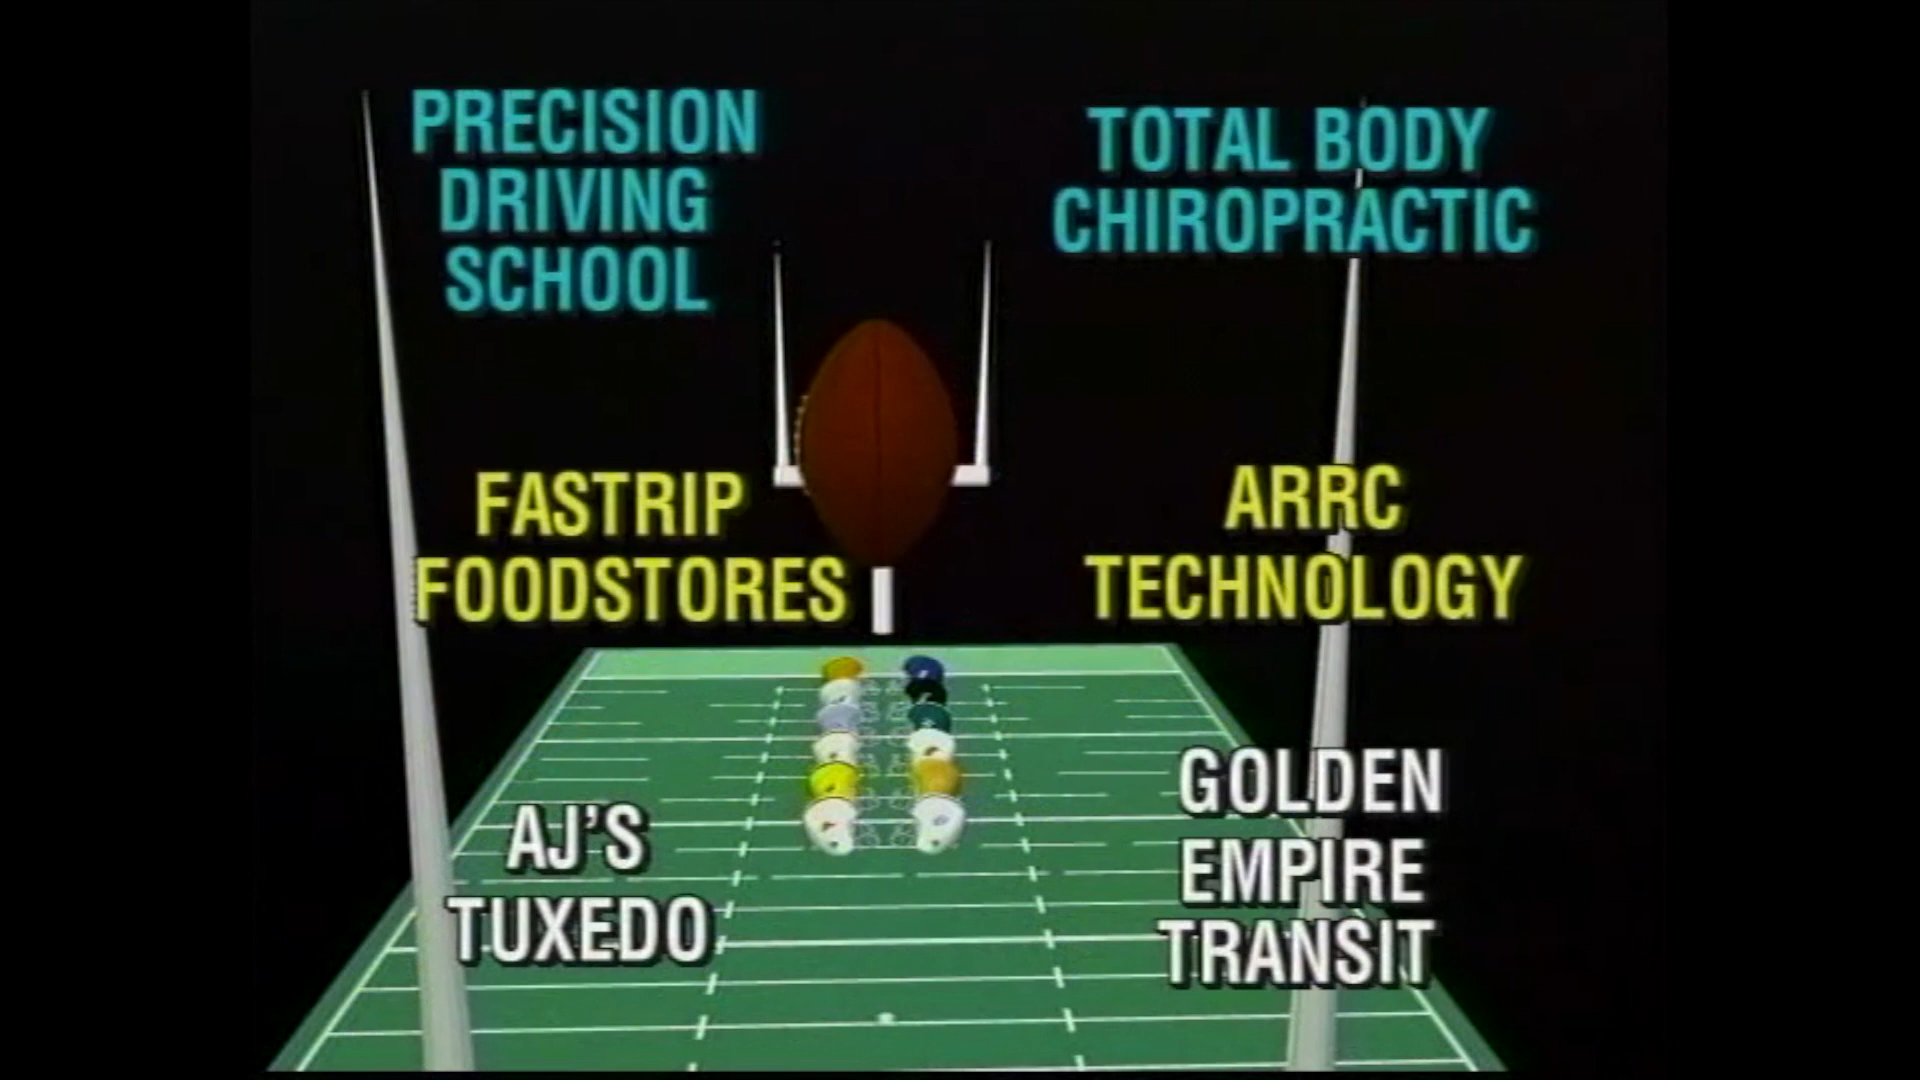 PRECISION
DRIVING
SCHOOL
TOTAL BODY
CHIROPRACTIC
FASTRIP
FOODSTORES
ARRC
TECHNOLOGY
AJ'S
TUXEDO
GOLDEN
EMPIRE
TRANSIT